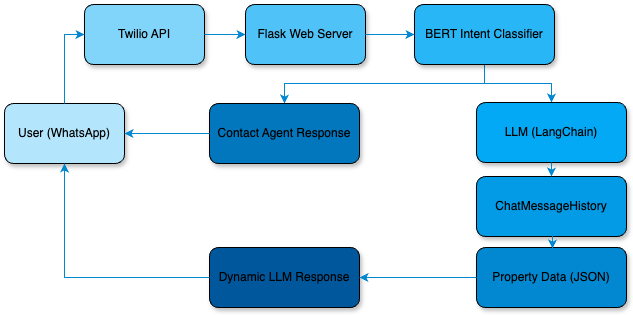 Twilio API
Flask Web Server
BERT Intent Classifier
User (WhatsApp)
Contact Agent Response
LLM (LangChain)
ChatMessageHistory
Dynamic LLM Response
Property Data (JSON)